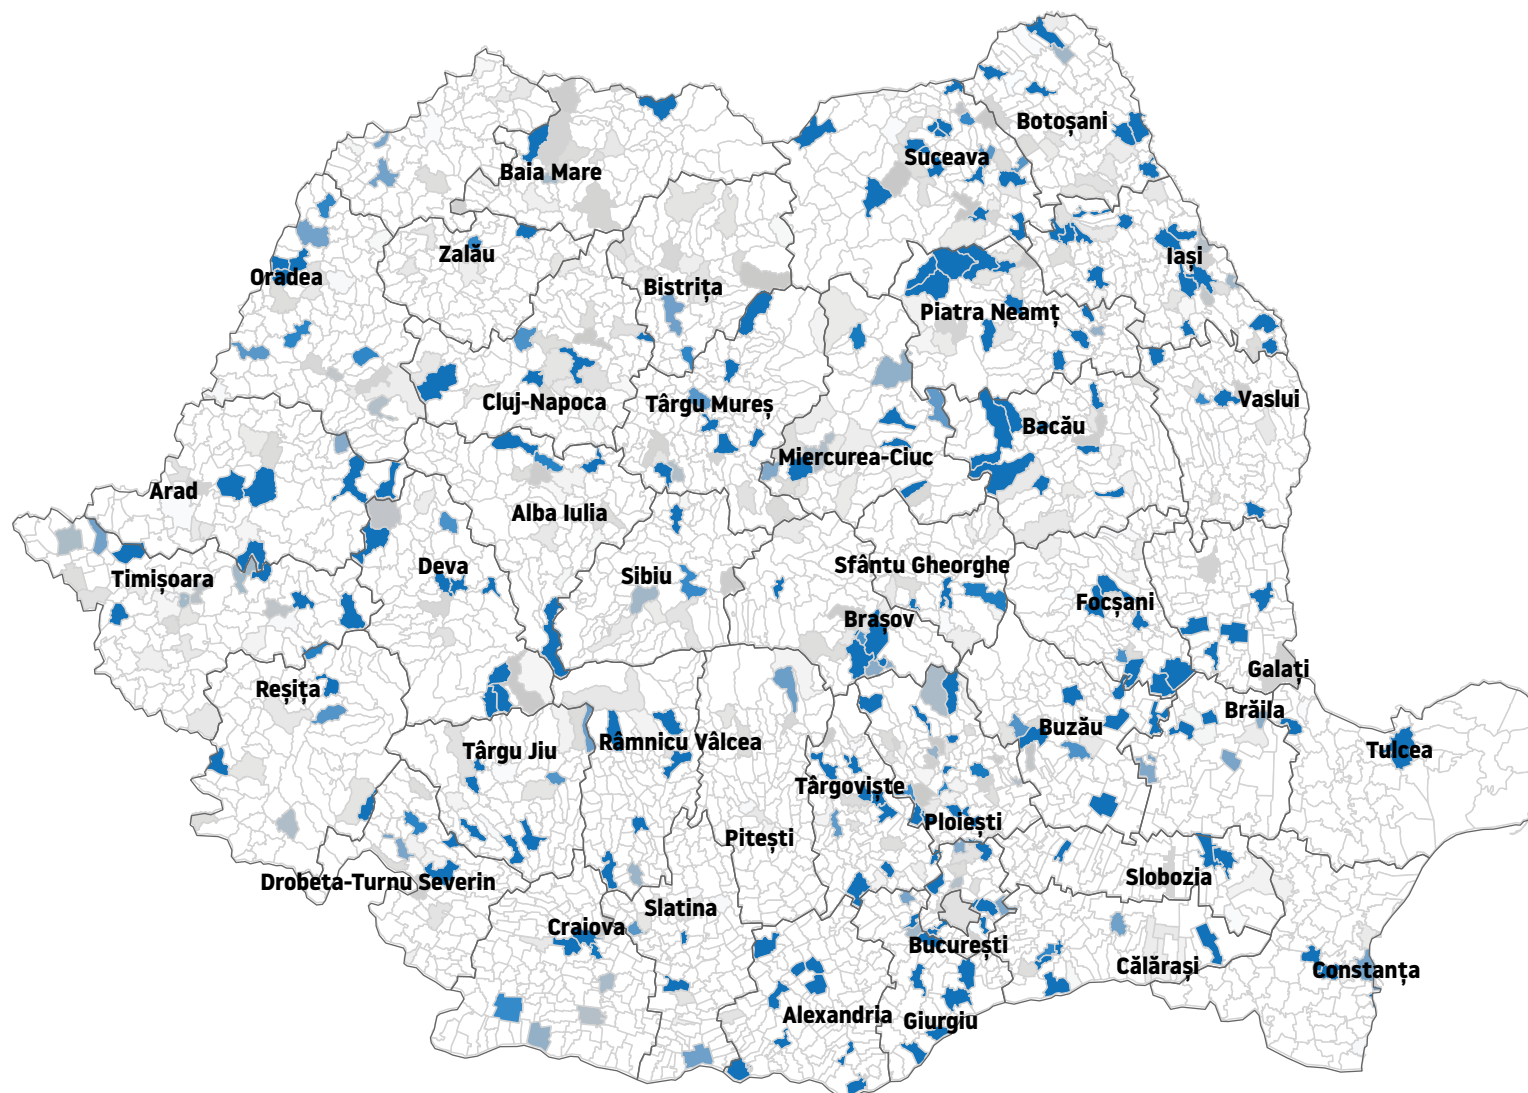 Botoșani
Suceava
Baia Mare
Zalău
Iași
Oradea
Bistrița
Piatra Neamț
Cluj-Napoca
Târgu Mureș
Vaslui
Bacău
Miercurea-Ciuc
Arad
Alba Iulia
Deva
Sfântu Gheorghe
Timișoara
Sibiu
Focșani
Brașov
Galați
Reșița
Brăila
Buzău
Râmnicu Vâlcea
Târgu Jiu
Tulcea
Târgoviște
Ploiești
Pitești
Slobozia
Drobeta-Turnu Severin
Slatina
Craiova
București
Călărași
Constanța
Alexandria
Giurgiu